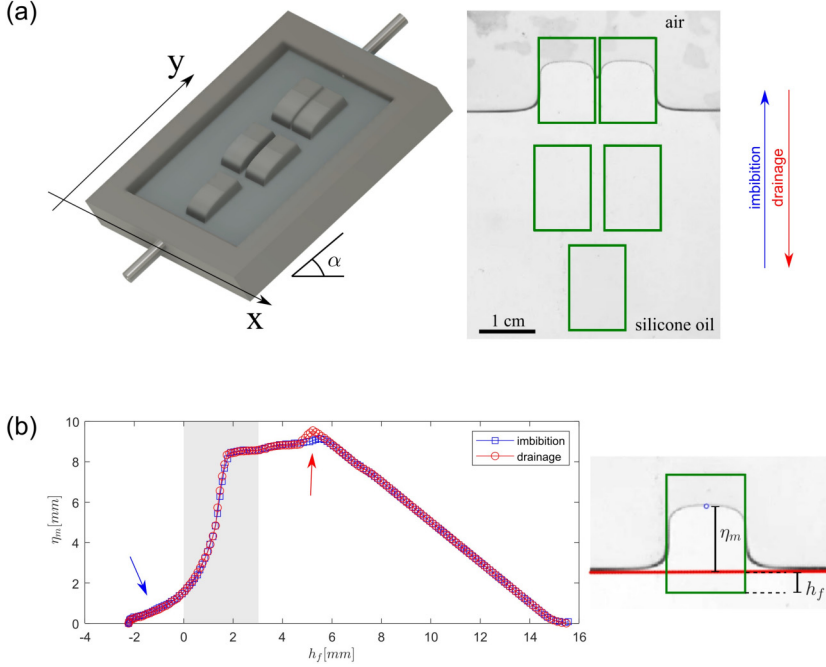 (a)
y
x
α
air
1 cm
silicone oil
imbibition
drainage
(b)
η_m[mm]
10
8
6
4
2
0
-4
-2
0
2
4
6
8
10
12
14
16
h_f[mm]
imbibition
drainage
η_m
h_f